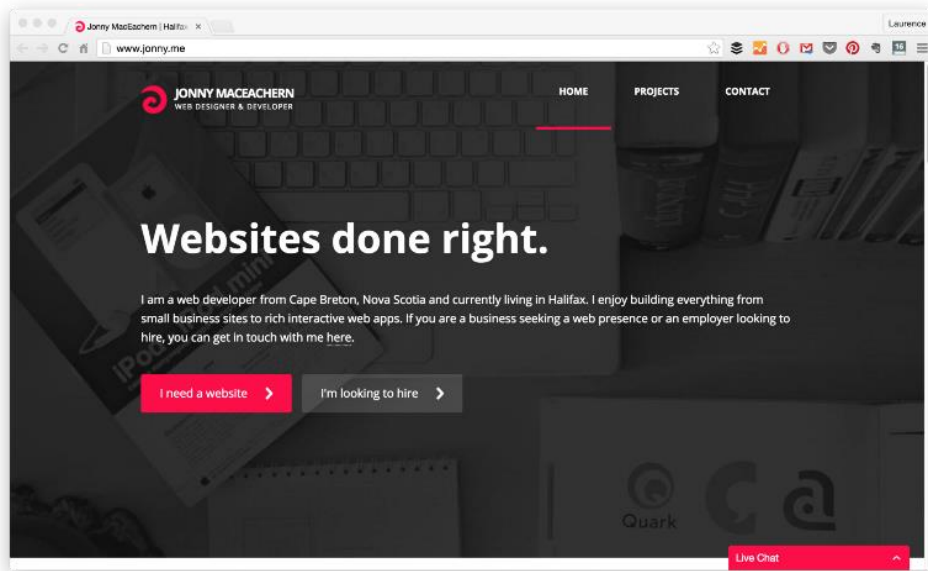 Jonny MacEachern | Halifax
Laurence
www.jonny.me
16
JONNY MACEACHERN
WEB DESIGNER & DEVELOPER
HOME
PROJECTS
CONTACT
Websites done right.
I am a web developer from Cape Breton, Nova Scotia and currently living in Halifax. I enjoy building everything from
small business sites to rich interactive web apps. If you are a business seeking a web presence or an employer looking to
hire, you can get in touch with me here.
I need a website
I'm looking to hire
iPod mini
iPod
Quark
Live Chat